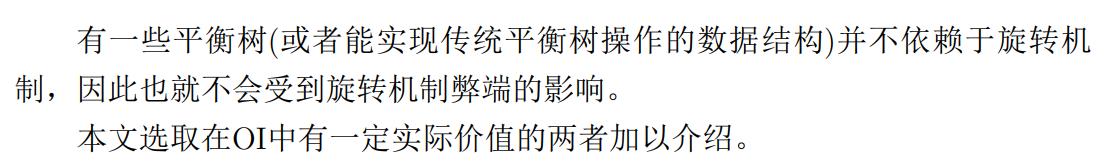 有一些平衡树(或者能实现传统平衡树操作的数据结构)并不依赖于旋转机
制，因此也就不会受到旋转机制弊端的影响。
本文选取在OI中有一定实际价值的两者加以介绍。